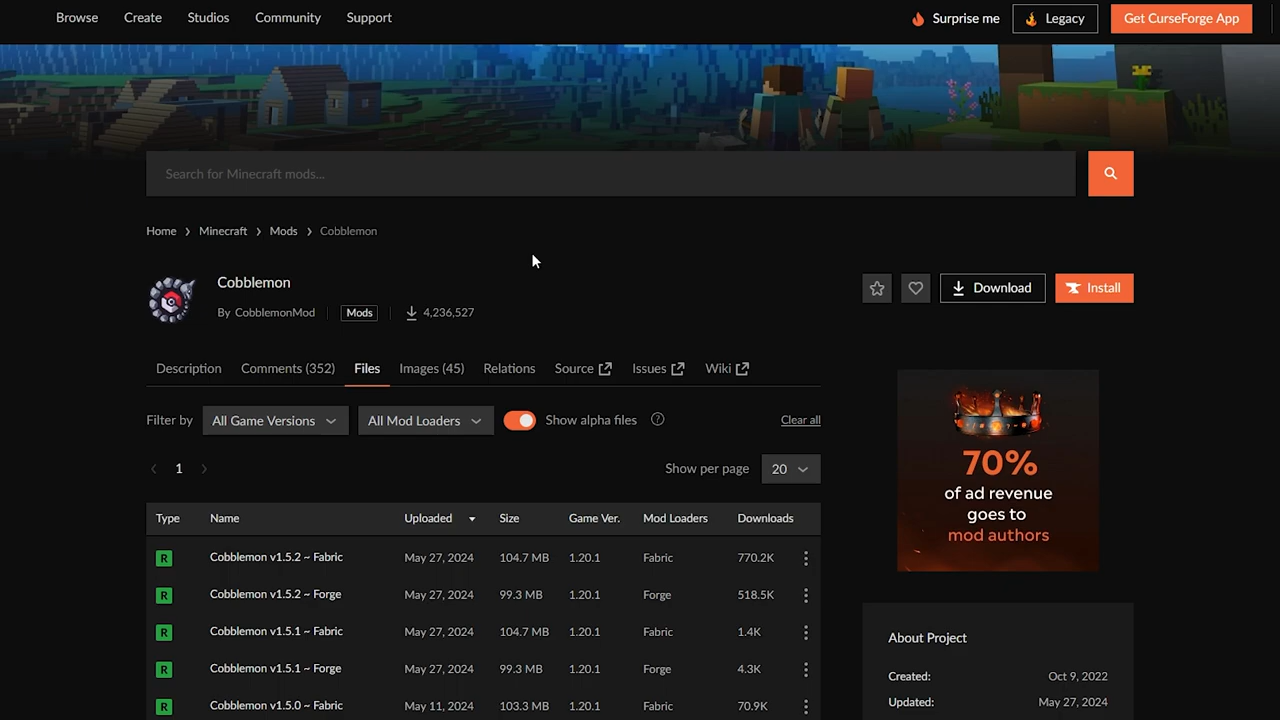 Browse Create Studios Community Support Surprise me Legacy Get CurseForge App
Search for Minecraft mods...
Home > Minecraft > Mods > Cobblemon
Cobblemon
By CobblemonMod Mods 4,236,527
Download Install
Description Comments (352) Files Images (45) Relations Source Issues Wiki
Filter by All Game Versions All Mod Loaders Show alpha files ? Clear all
< 1 > Show per page 20
Type Name Uploaded Size Game Ver. Mod Loaders Downloads
R Cobblemon v1.5.2 ~ Fabric May 27, 2024 104.7 MB 1.20.1 Fabric 770.2K
R Cobblemon v1.5.2 ~ Forge May 27, 2024 99.3 MB 1.20.1 Forge 518.5K
R Cobblemon v1.5.1 ~ Fabric May 27, 2024 104.7 MB 1.20.1 Fabric 1.4K
R Cobblemon v1.5.1 ~ Forge May 27, 2024 99.3 MB 1.20.1 Forge 4.3K
R Cobblemon v1.5.0 ~ Fabric May 11, 2024 103.3 MB 1.20.1 Fabric 70.9K
70%
of ad revenue
goes to
mod authors
About Project
Created: Oct 9, 2022
Updated: May 27, 2024